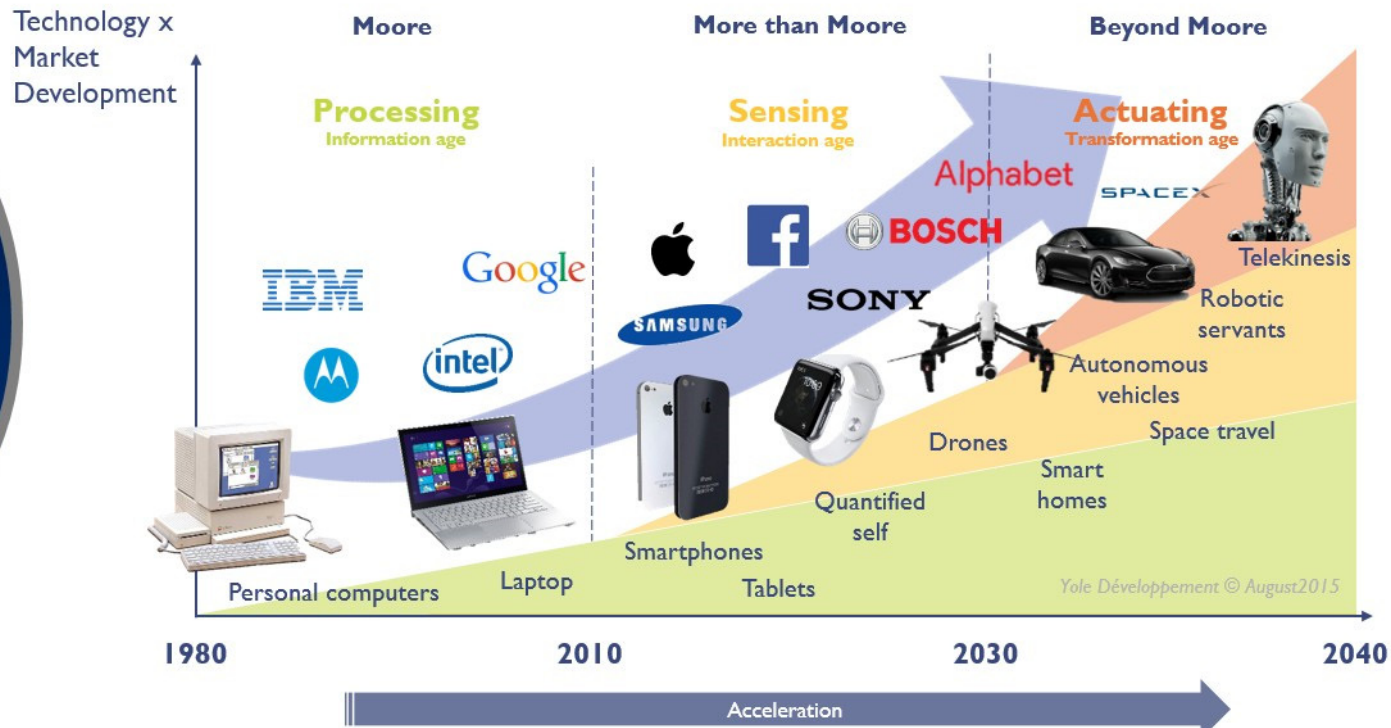 Technology x
Market
Development
Moore
More than Moore
Beyond Moore
Processing
Information age
Sensing
Interaction age
Actuating
Transformation age
Alphabet
SPACEX
BOSCH
Google
IBM
SONY
SAMSUNG
intel
Telekinesis
Robotic
servants
Autonomous
vehicles
Space travel
Drones
Smart
homes
Quantified
self
Smartphones
Tablets
Laptop
Personal computers
Yole Développement © August2015
1980
2010
2030
2040
Acceleration